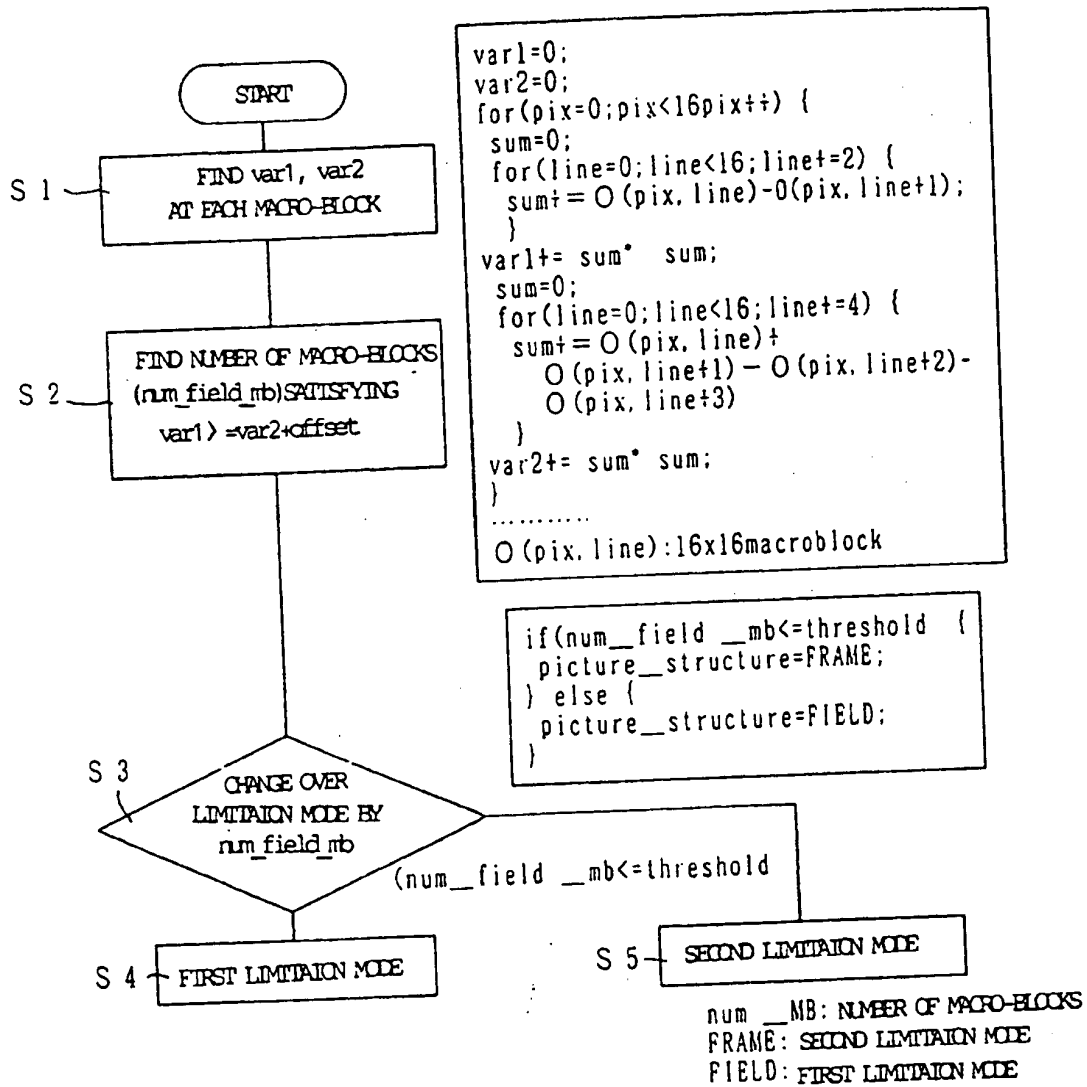 START
S 1
FIND var1, var2
AT EACH MACRO-BLOCK
S 2
FIND NUMBER OF MACRO-BLOCKS
(num_field_mb)SATISFYING
var1>=var2+offset
var1=0;
var2=0;
for(pix=0;pix<16pix++) {
sum=0;
for(line=0;line<16;line+=2) {
sum+= O(pix, line)-O(pix, line+1);
}
var1+= sum* sum;
sum=0;
for(line=0;line<16;line+=4) {
sum+= O(pix, line)+
O(pix, line+1)-O(pix, line+2)-
O(pix, line+3)
}
var2+= sum* sum;
}
...........
O(pix, line):16x16macroblock
if(num__field __mb<=threshold {
picture__structure=FRAME;
} else {
picture__structure=FIELD;
}
S 3
CHANGE OVER
LIMITAION MODE BY
num_field_mb
(num__field __mb<=threshold
S 4
FIRST LIMITAION MODE
S 5
SECOND LIMITAION MODE
num __MB: NUMBER OF MACRO-BLOCKS
FRAME: SECOND LIMITAION MODE
FIELD: FIRST LIMITAION MODE